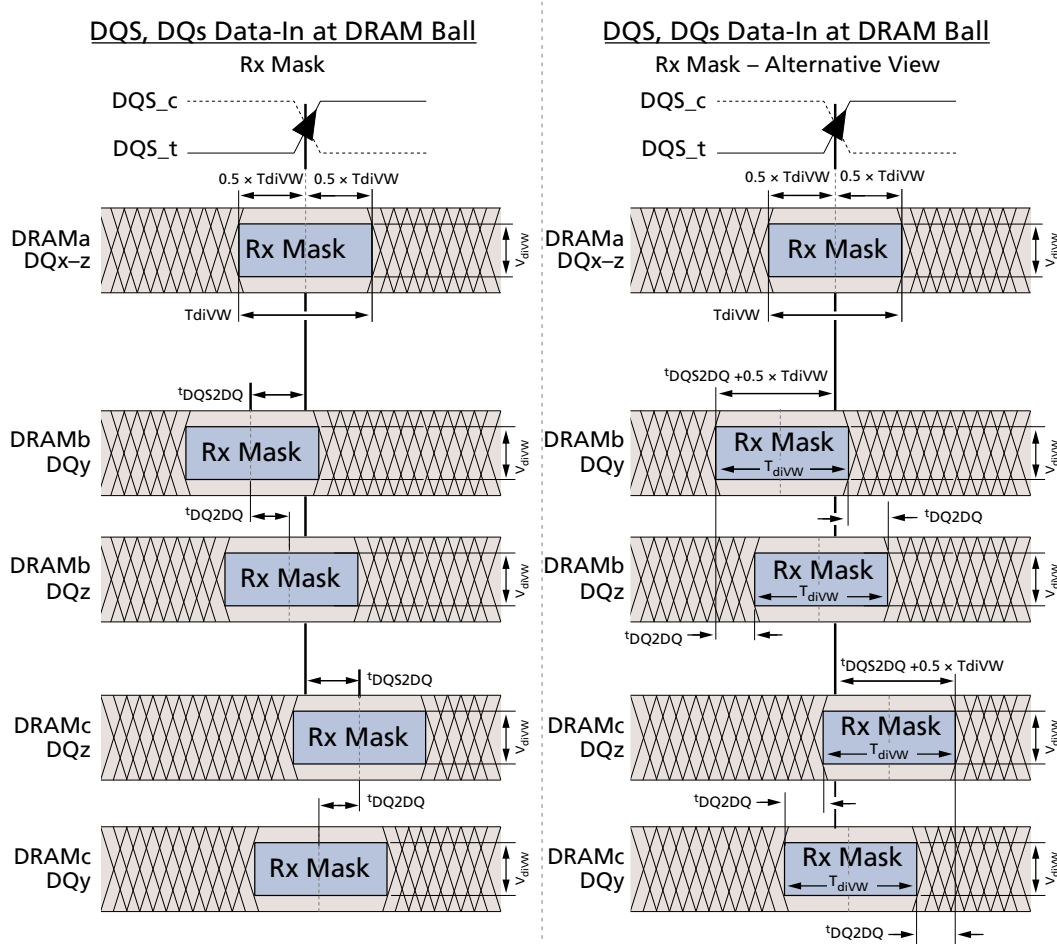 DQS, DQs Data-In at DRAM Ball
Rx Mask
DQS_c
DQS_t
0.5 × TdiVW
0.5 × TdiVW
DRAMa
DQx–z
Rx Mask
VdiVW
TdiVW
tDQS2DQ
DRAMb
DQy
Rx Mask
VdiVW
tDQ2DQ
DRAMb
DQz
Rx Mask
VdiVW
tDQS2DQ
DRAMc
DQz
Rx Mask
VdiVW
tDQ2DQ
DRAMc
DQy
Rx Mask
VdiVW
DQS, DQs Data-In at DRAM Ball
Rx Mask – Alternative View
DQS_c
DQS_t
0.5 × TdiVW
0.5 × TdiVW
DRAMa
DQx–z
Rx Mask
VdiVW
TdiVW
tDQS2DQ +0.5 × TdiVW
DRAMb
DQy
Rx Mask
TdiVW
VdiVW
tDQ2DQ
DRAMb
DQz
Rx Mask
TdiVW
VdiVW
tDQ2DQ
tDQS2DQ +0.5 × TdiVW
DRAMc
DQz
Rx Mask
TdiVW
VdiVW
tDQ2DQ
DRAMc
DQy
Rx Mask
TdiVW
VdiVW
tDQ2DQ